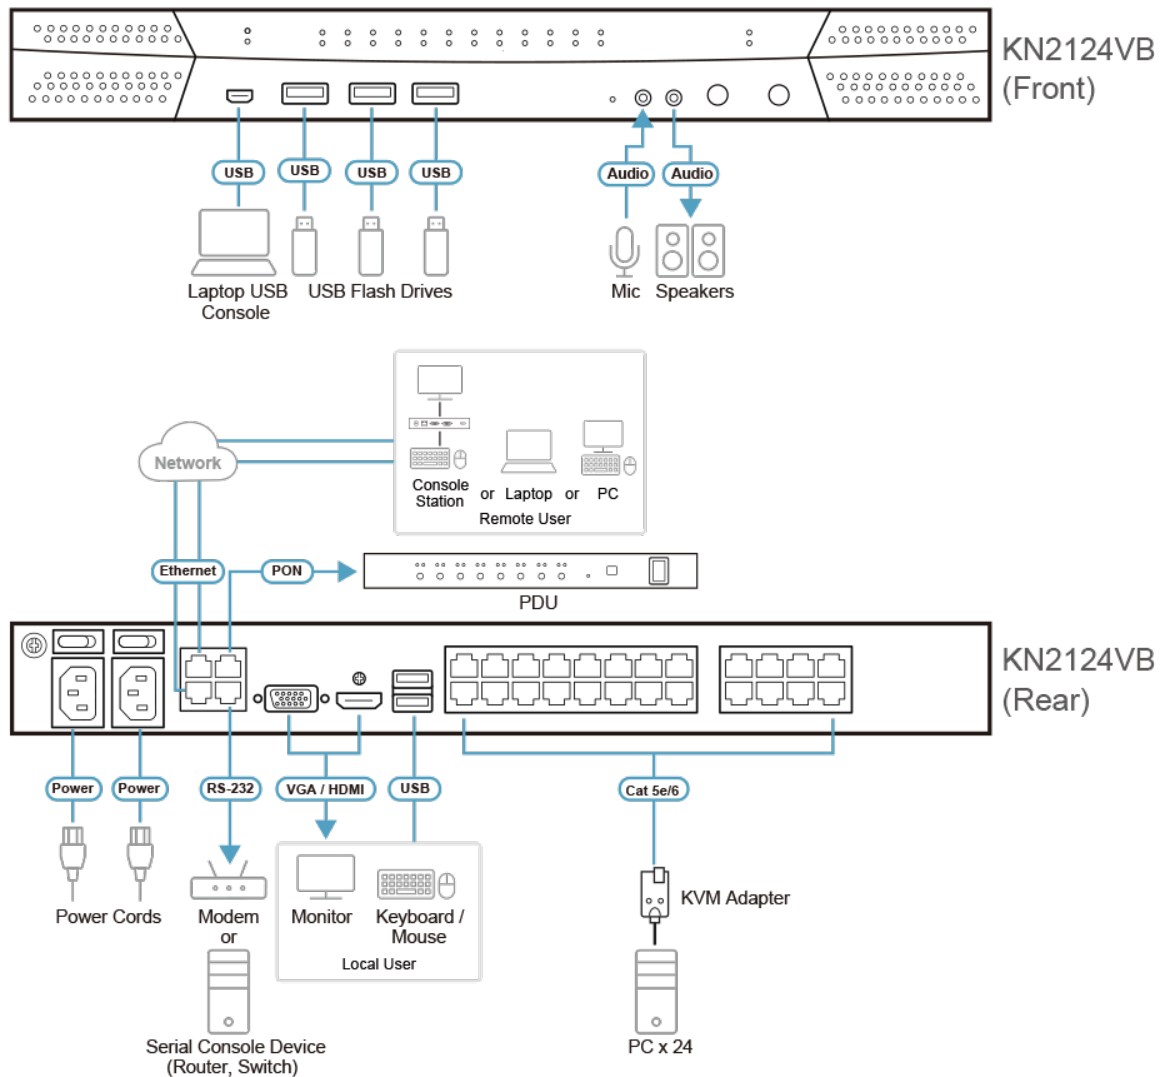 KN2124VB
(Front)
USB
USB
USB
USB
Audio
Audio
Laptop USB
Console
USB Flash Drives
Mic
Speakers
Network
Console
Station
or
Laptop
or
PC
Remote User
Ethernet
PON
PDU
KN2124VB
(Rear)
Power
Power
RS-232
VGA / HDMI
USB
Cat 5e/6
Power Cords
Modem
or
Serial Console Device
(Router, Switch)
Monitor
Keyboard /
Mouse
Local User
KVM Adapter
PC x 24